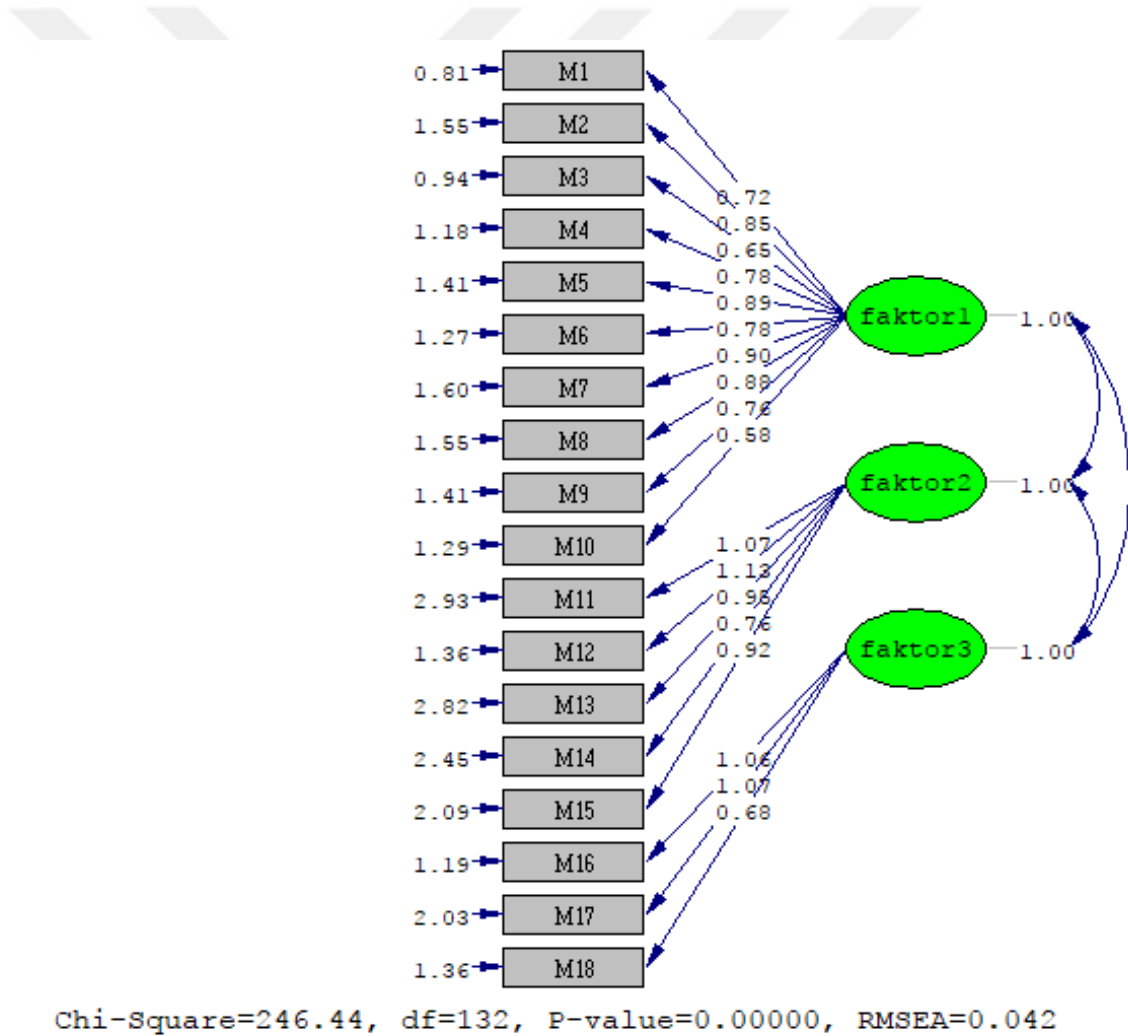 0.81 M1
1.55 M2
0.94 M3
0.72
1.18 M4
0.85
0.65
1.41 M5
0.78
0.89
1.27 M6
0.78
faktor1 1.00
1.60 M7
0.90
0.88
1.55 M8
0.76
0.58
1.41 M9
faktor2 1.00
1.29 M10
1.07
2.93 M11
1.13
1.36 M12
0.76
0.92
faktor3 1.00
2.82 M13
2.45 M14
1.06
2.09 M15
1.07
0.68
1.19 M16
2.03 M17
1.36 M18
Chi-Square=246.44, df=132, P-value=0.00000, RMSEA=0.042